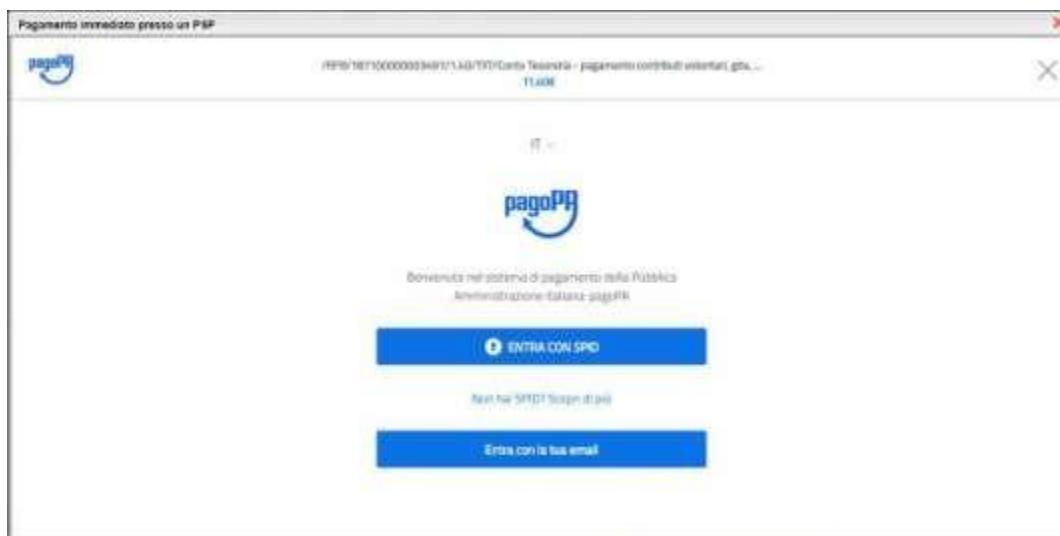 Pagamento immediato presso un PSP
pagoPA
Conto Tesoreria - pagamento contributi volontari, gite, ...
IT
pagoPA
Benvenuto nel sistema di pagamento della Pubblica
Amministrazione italiana: pagoPA
ENTRA CON SPID
Non hai SPID? Scopri di più
Entra con la tua email